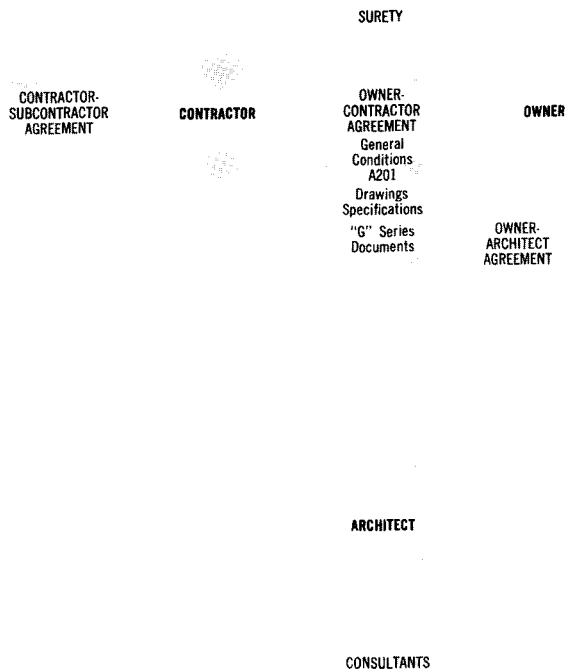 SURETY
CONTRACTOR-
SUBCONTRACTOR
AGREEMENT
CONTRACTOR
OWNER-
CONTRACTOR
AGREEMENT
General
Conditions
A201
Drawings
Specifications
"G" Series
Documents
OWNER
OWNER-
ARCHITECT
AGREEMENT
ARCHITECT
CONSULTANTS